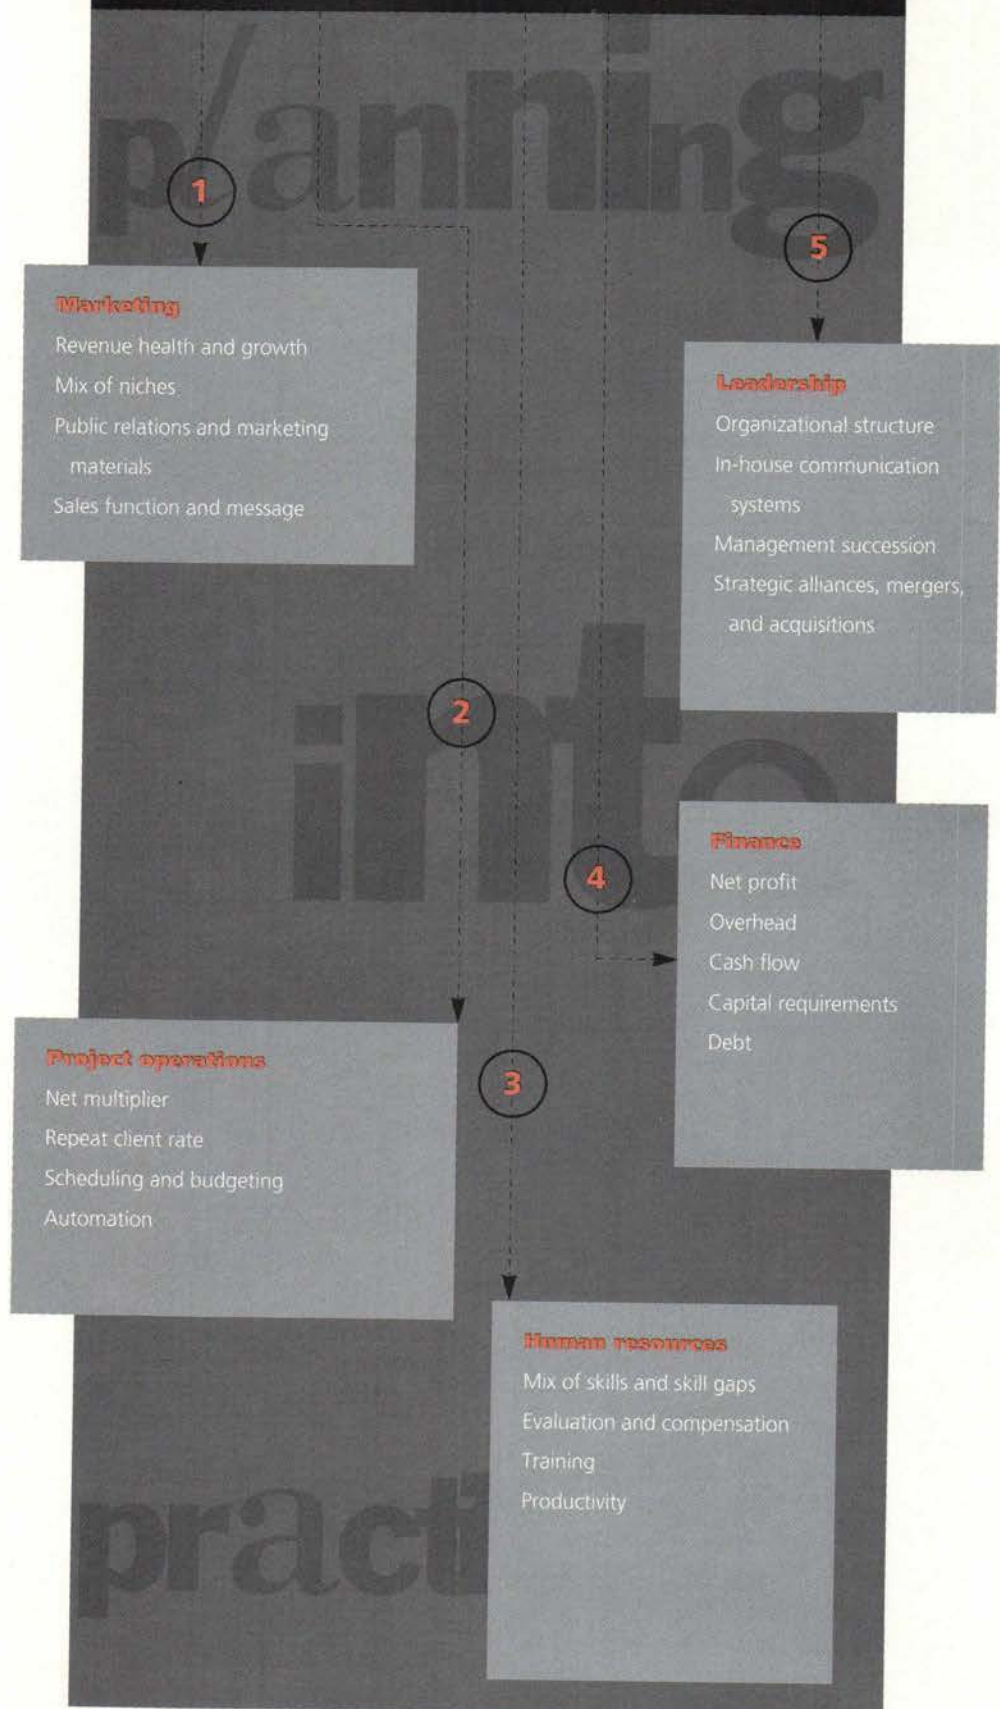 planning
1
Marketing
Revenue health and growth
Mix of niches
Public relations and marketing
materials
Sales function and message
5
Leadership
Organizational structure
In-house communication
systems
Management succession
Strategic alliances, mergers,
and acquisitions
into
2
4
Finance
Net profit
Overhead
Cash flow
Capital requirements
Debt
Project operations
Net multiplier
Repeat client rate
Scheduling and budgeting
Automation
3
Human resources
Mix of skills and skill gaps
Evaluation and compensation
Training
Productivity